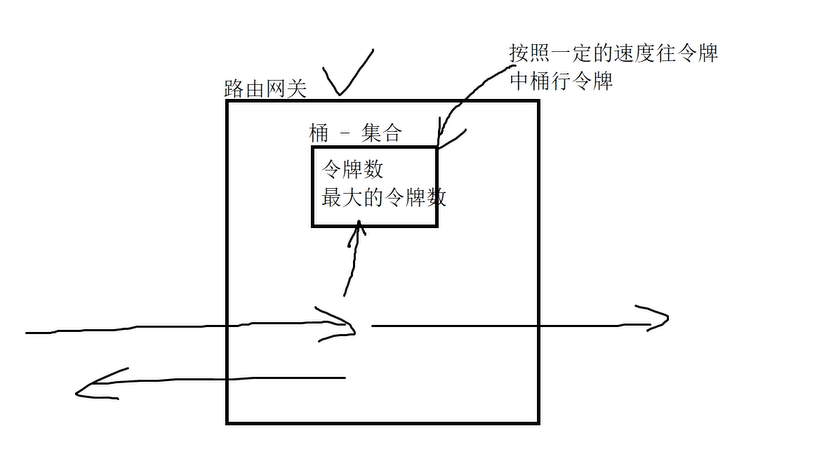 按照一定的速度往令牌
中桶行令牌
路由网关
桶 - 集合
令牌数
最大的令牌数